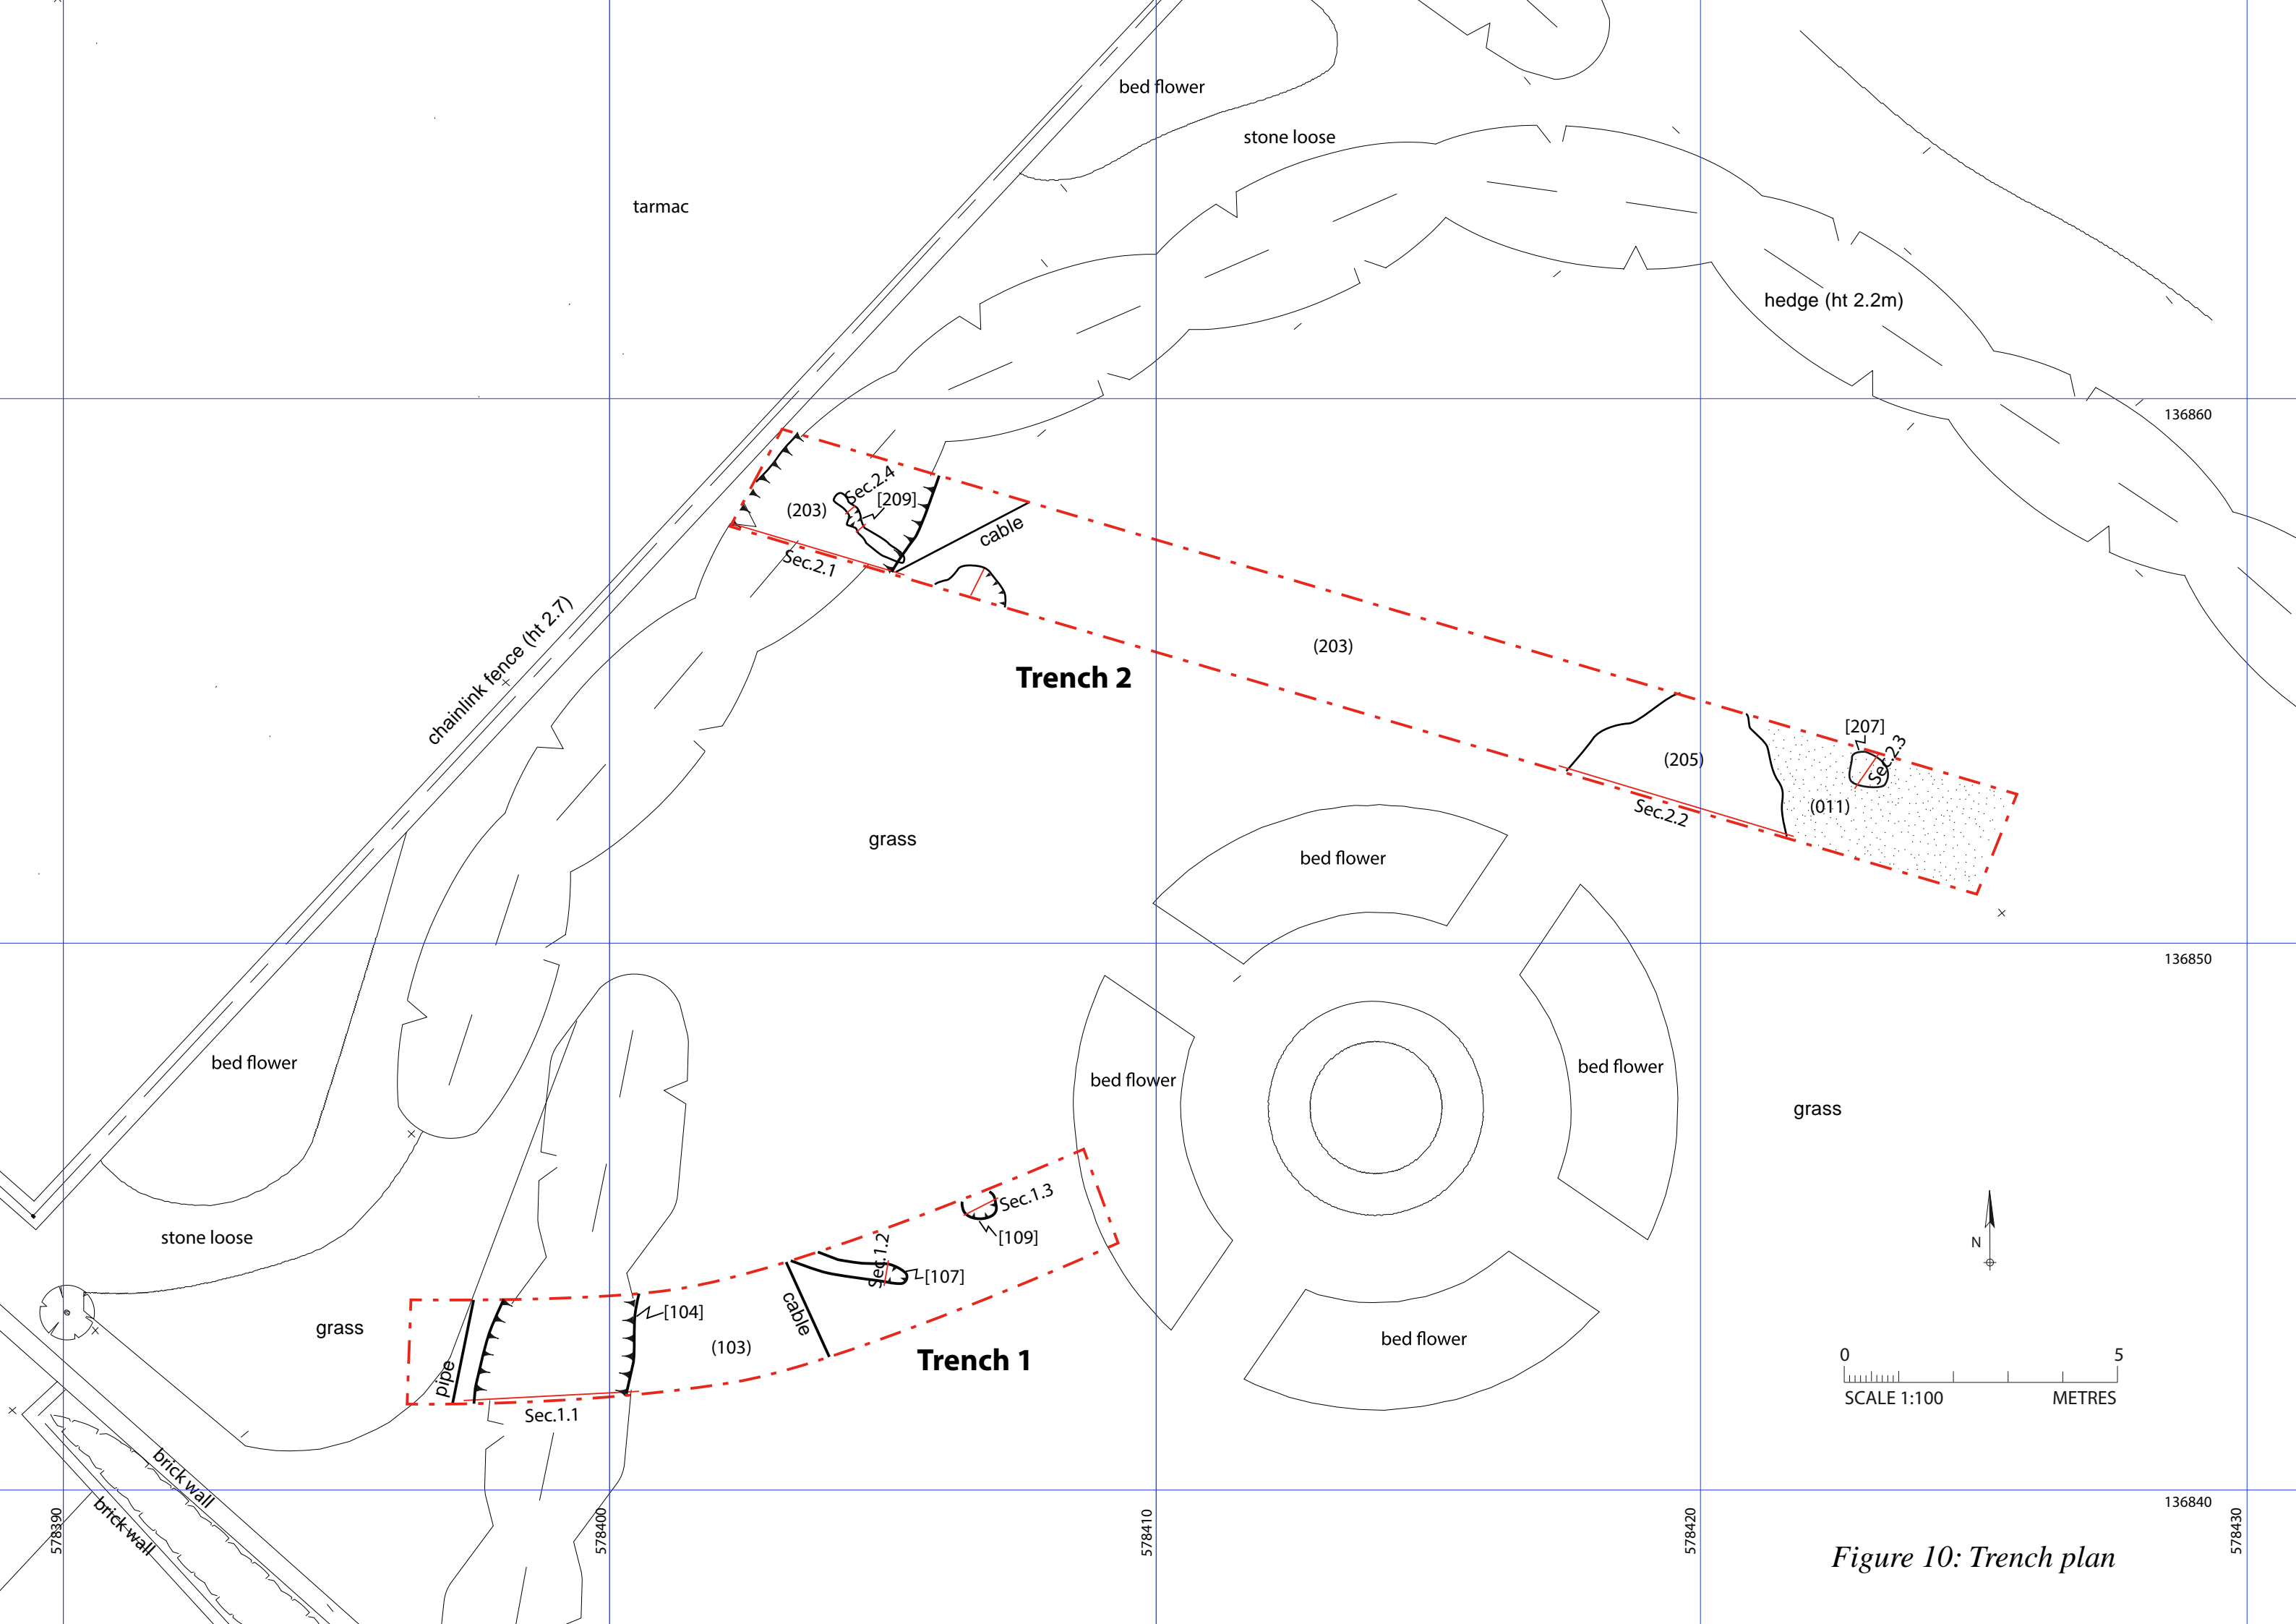 bed flower
stone loose
tarmac
hedge (ht 2.2m)
136860
Sec.2.4
[209]
(203)
cable
Sec.2.1
chainlink fence (ht 2.7)
(203)
Trench 2
[207]
Sec.2.3
(205)
(011)
Sec.2.2
grass
bed flower
136850
bed flower
bed flower
bed flower
grass
Sec.1.3
stone loose
[109]
N
Sec.1.2
[107]
cable
[104]
grass
(103)
Trench 1
pipe
bed flower
0 5
SCALE 1:100 METRES
Sec.1.1
brick wall
brick wall
136840
578390
578400
578410
578420
578430
Figure 10: Trench plan